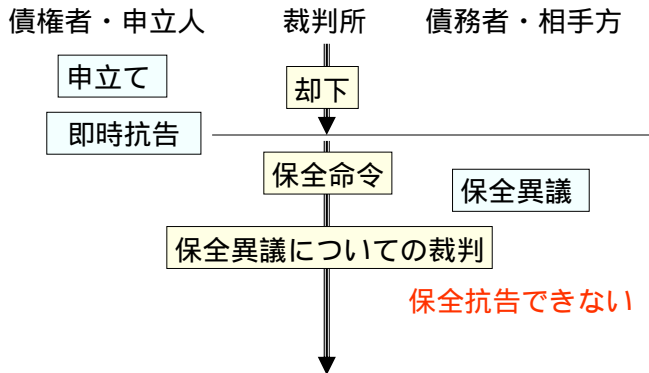 債権者・申立人 裁判所 債務者・相手方
申立て
却下
即時抗告
保全命令
保全異議
保全異議についての裁判
保全抗告できない